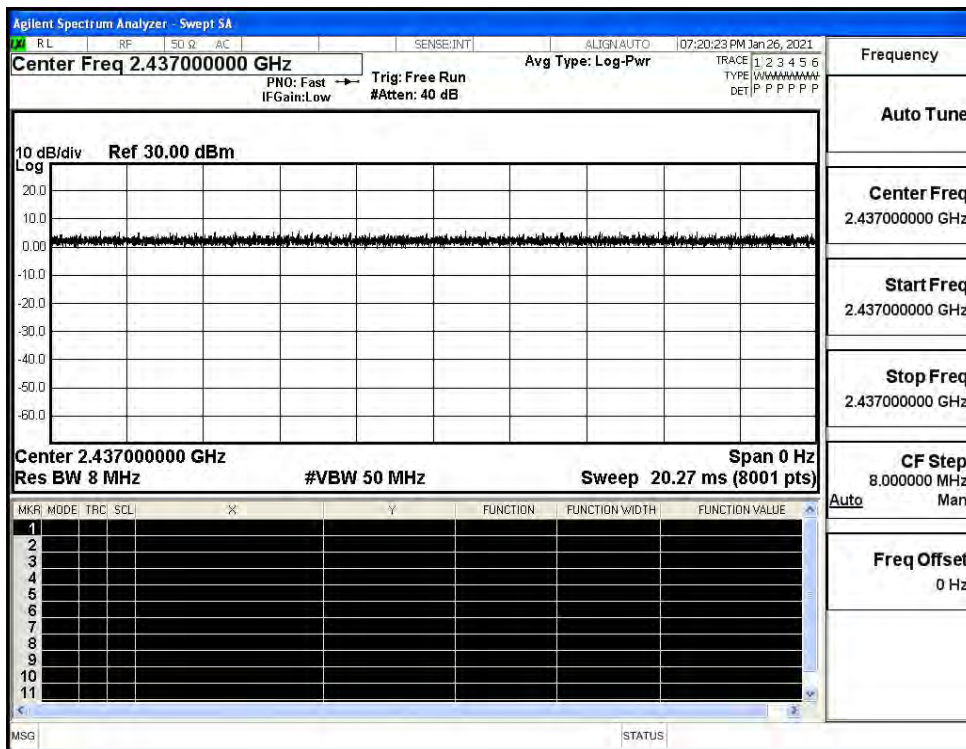 Agilent Spectrum Analyzer - Swept SA
LXI RL RF 50 Ω AC SENSE:INT ALIGN AUTO 07:20:23 PM Jan 26, 2021
Center Freq 2.437000000 GHz
PNO: Fast
IFGain:Low
Trig: Free Run
#Atten: 40 dB
Avg Type: Log-Pwr
TRACE 1 2 3 4 5 6
TYPE WWWWWW
DET P P P P P P
10 dB/div Ref 30.00 dBm
Log
20.0
10.0
0.00
-10.0
-20.0
-30.0
-40.0
-50.0
-60.0
Center 2.437000000 GHz Span 0 Hz
Res BW 8 MHz #VBW 50 MHz Sweep 20.27 ms (8001 pts)
MKR MODE TRC SCL X Y FUNCTION FUNCTION WIDTH FUNCTION VALUE
1
2
3
4
5
6
7
8
9
10
11
MSG STATUS
Frequency
Auto Tune
Center Freq
2.437000000 GHz
Start Freq
2.437000000 GHz
Stop Freq
2.437000000 GHz
CF Step
8.000000 MHz
Auto Man
Freq Offset
0 Hz